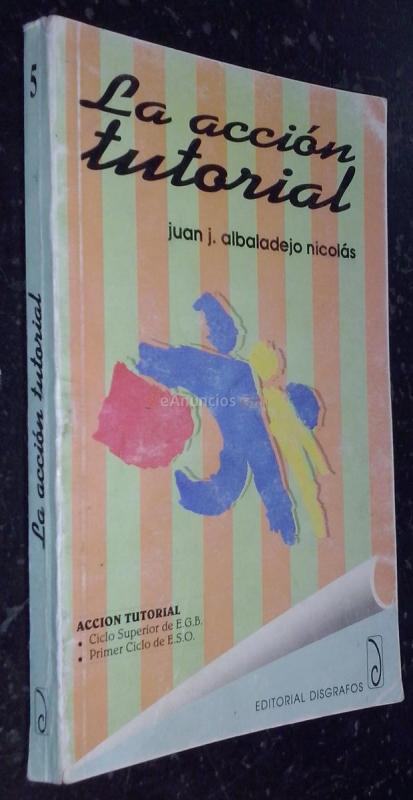 5
La acción tutorial
La acción
tutorial
juan j. albaladejo nicolás
eAnuncios
ACCION TUTORIAL
• Ciclo Superior de E.G.B.
• Primer Ciclo de E.S.O.
EDITORIAL DISGRAFOS